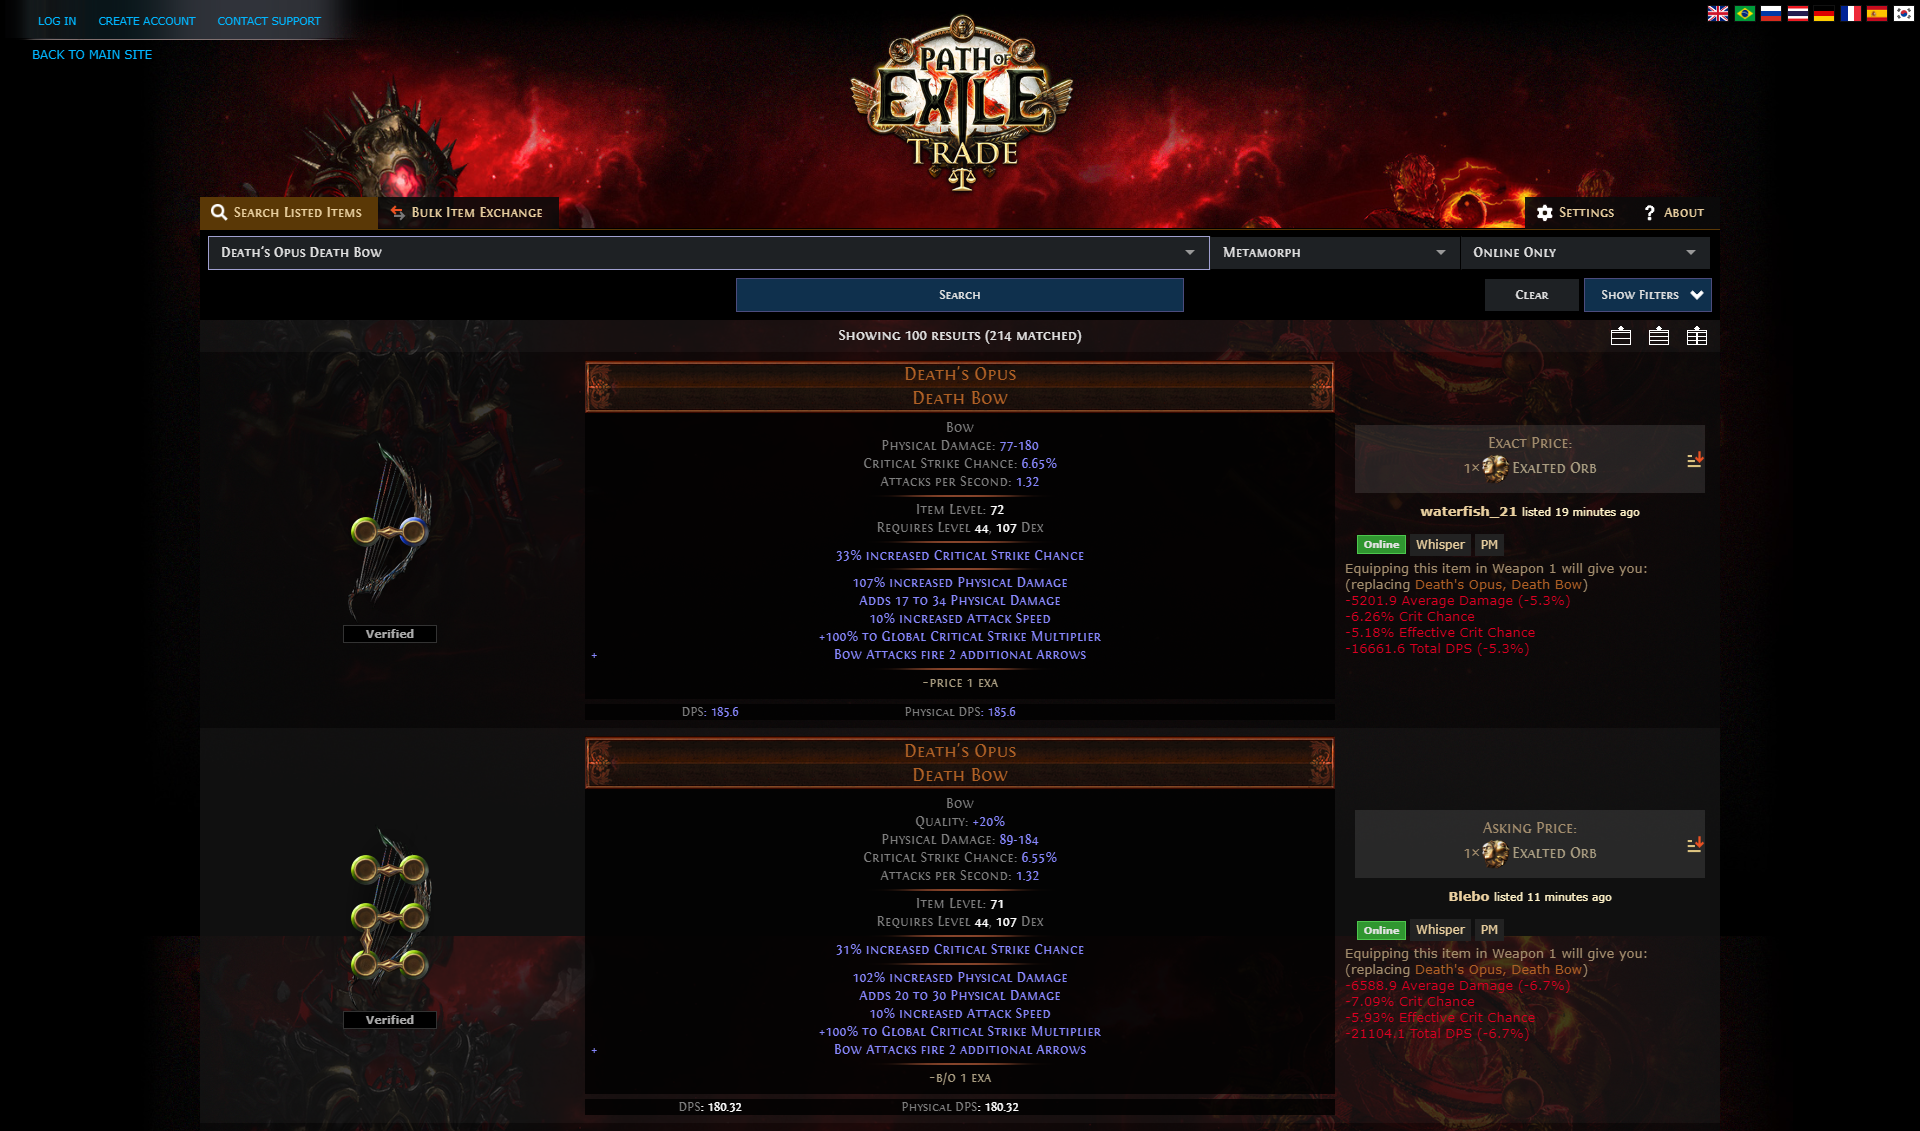 LOG IN CREATE ACCOUNT CONTACT SUPPORT
BACK TO MAIN SITE
PATH OF EXILE TRADE
Search Listed Items Bulk Item Exchange Settings ? About
Death's Opus Death Bow Metamorph Online Only
Search Clear Show Filters
Showing 100 results (214 matched)
Death's Opus
Death Bow
Bow
Physical Damage: 77-180
Critical Strike Chance: 6.65%
Attacks per Second: 1.32
Item Level: 72
Requires Level 44, 107 Dex
33% increased Critical Strike Chance
107% increased Physical Damage
Adds 17 to 34 Physical Damage
10% increased Attack Speed
+100% to Global Critical Strike Multiplier
+ Bow Attacks fire 2 additional Arrows
~price 1 exa
DPS: 185.6 Physical DPS: 185.6
Verified
Exact Price:
1× Exalted Orb
waterfish_21 listed 19 minutes ago
Online Whisper PM
Equipping this item in Weapon 1 will give you:
(replacing Death's Opus, Death Bow)
-5201.9 Average Damage (-5.3%)
-6.26% Crit Chance
-5.18% Effective Crit Chance
-16661.6 Total DPS (-5.3%)
Death's Opus
Death Bow
Bow
Quality: +20%
Physical Damage: 89-184
Critical Strike Chance: 6.55%
Attacks per Second: 1.32
Item Level: 71
Requires Level 44, 107 Dex
31% increased Critical Strike Chance
102% increased Physical Damage
Adds 20 to 30 Physical Damage
10% increased Attack Speed
+100% to Global Critical Strike Multiplier
+ Bow Attacks fire 2 additional Arrows
~b/o 1 exa
DPS: 180.32 Physical DPS: 180.32
Verified
Asking Price:
1× Exalted Orb
Blebo listed 11 minutes ago
Online Whisper PM
Equipping this item in Weapon 1 will give you:
(replacing Death's Opus, Death Bow)
-6588.9 Average Damage (-6.7%)
-7.09% Crit Chance
-5.93% Effective Crit Chance
-21104.1 Total DPS (-6.7%)